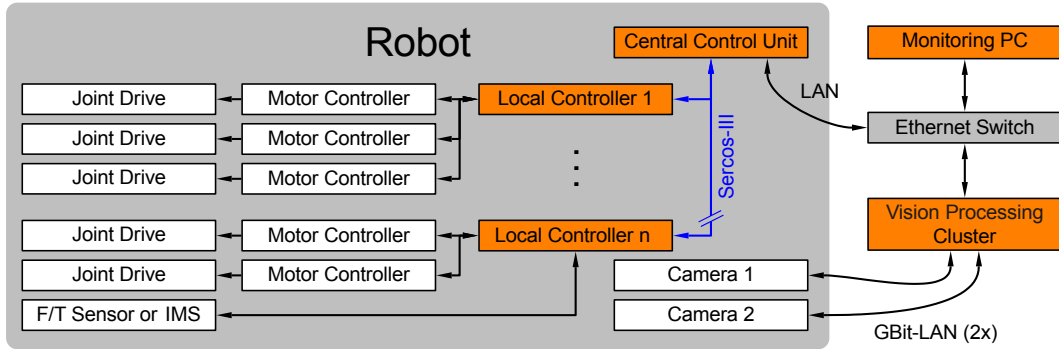 Robot
Central Control Unit
Monitoring PC
Joint Drive
Motor Controller
Local Controller 1
LAN
Ethernet Switch
Joint Drive
Motor Controller
Joint Drive
Motor Controller
Sercos-III
Joint Drive
Motor Controller
Local Controller n
Vision Processing
Cluster
Joint Drive
Motor Controller
Camera 1
F/T Sensor or IMS
Camera 2
GBit-LAN (2x)